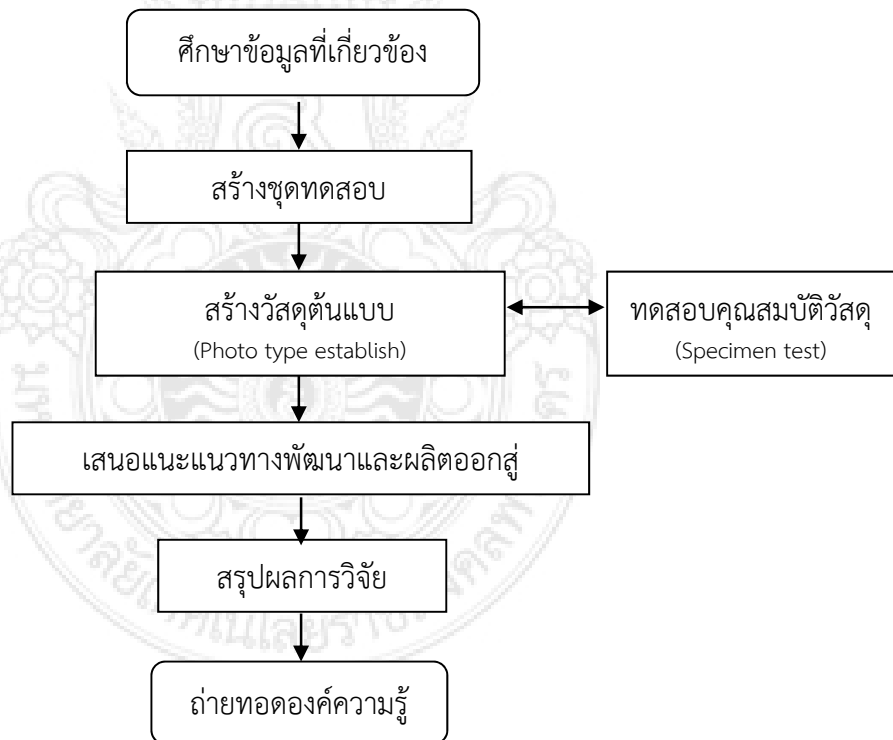 ศึกษาข้อมูลที่เกี่ยวข้อง
สร้างชุดทดสอบ
สร้างวัสดุต้นแบบ
(Photo type establish)
ทดสอบคุณสมบัติวัสดุ
(Specimen test)
เสนอแนะแนวทางพัฒนาและผลิตออกสู่
สรุปผลการวิจัย
ถ่ายทอดองค์ความรู้